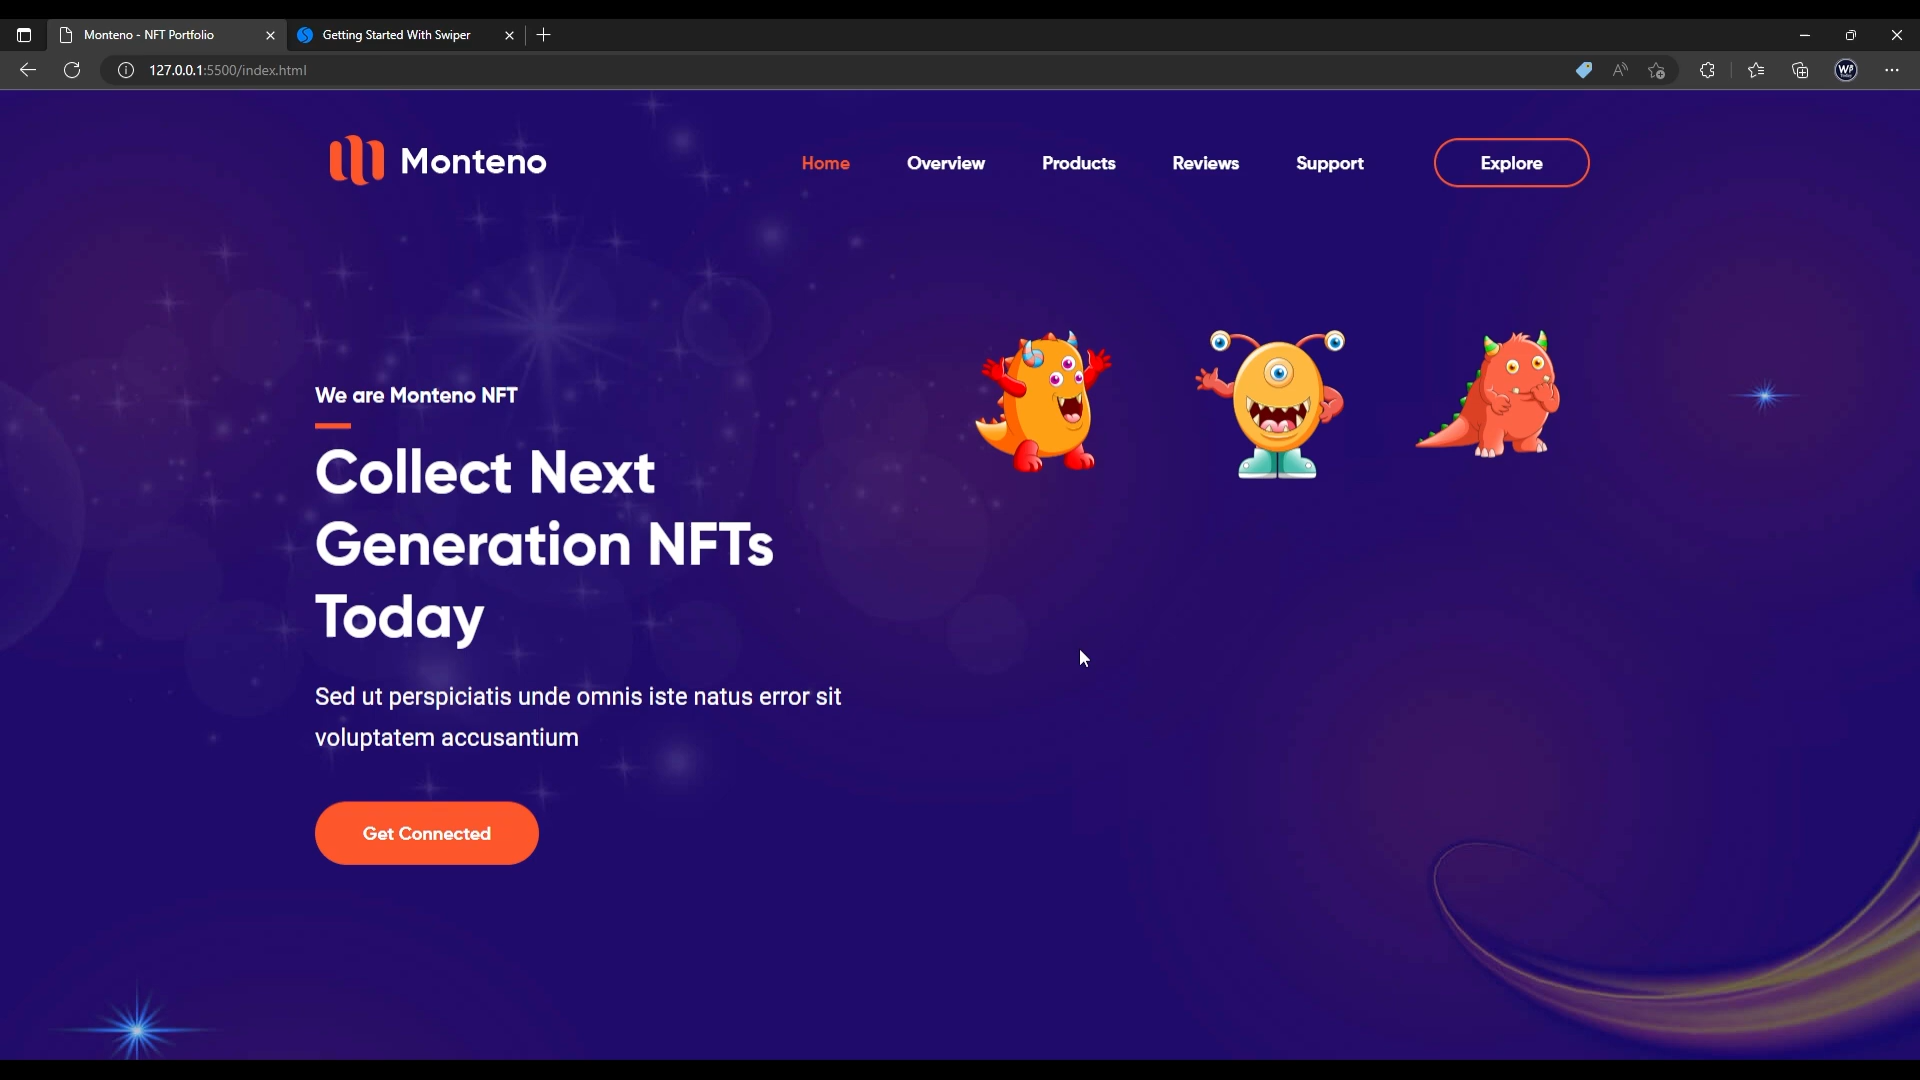 Monteno - NFT Portfolio
Getting Started With Swiper
127.0.0.1:5500/index.html
Monteno
Home
Overview
Products
Reviews
Support
Explore
We are Monteno NFT
Collect Next
Generation NFTs
Today
Sed ut perspiciatis unde omnis iste natus error sit
voluptatem accusantium
Get Connected